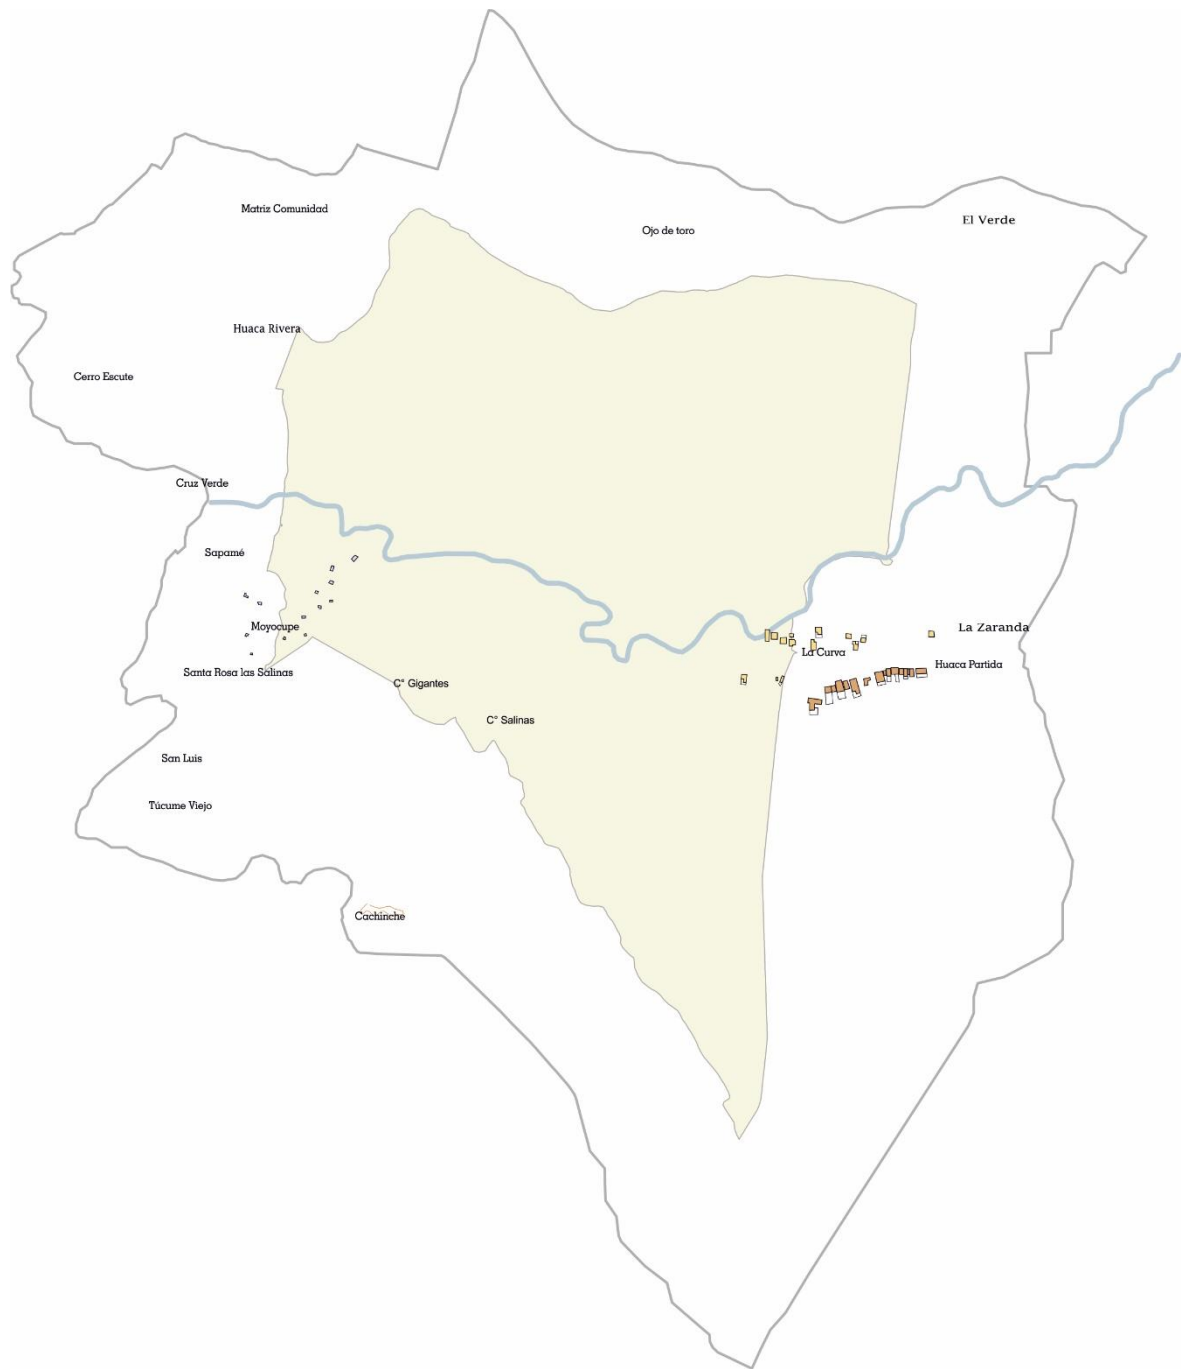 Matriz Comunidad
El Verde
Ojo de toro
Huaca Rivera
Cerro Escute
Cruz Verde
Sapamé
Moyocupe
La Zaranda
La Curva
Huaca Partida
Santa Rosa las Salinas
C° Gigantes
C° Salinas
San Luis
Túcume Viejo
Cachinche